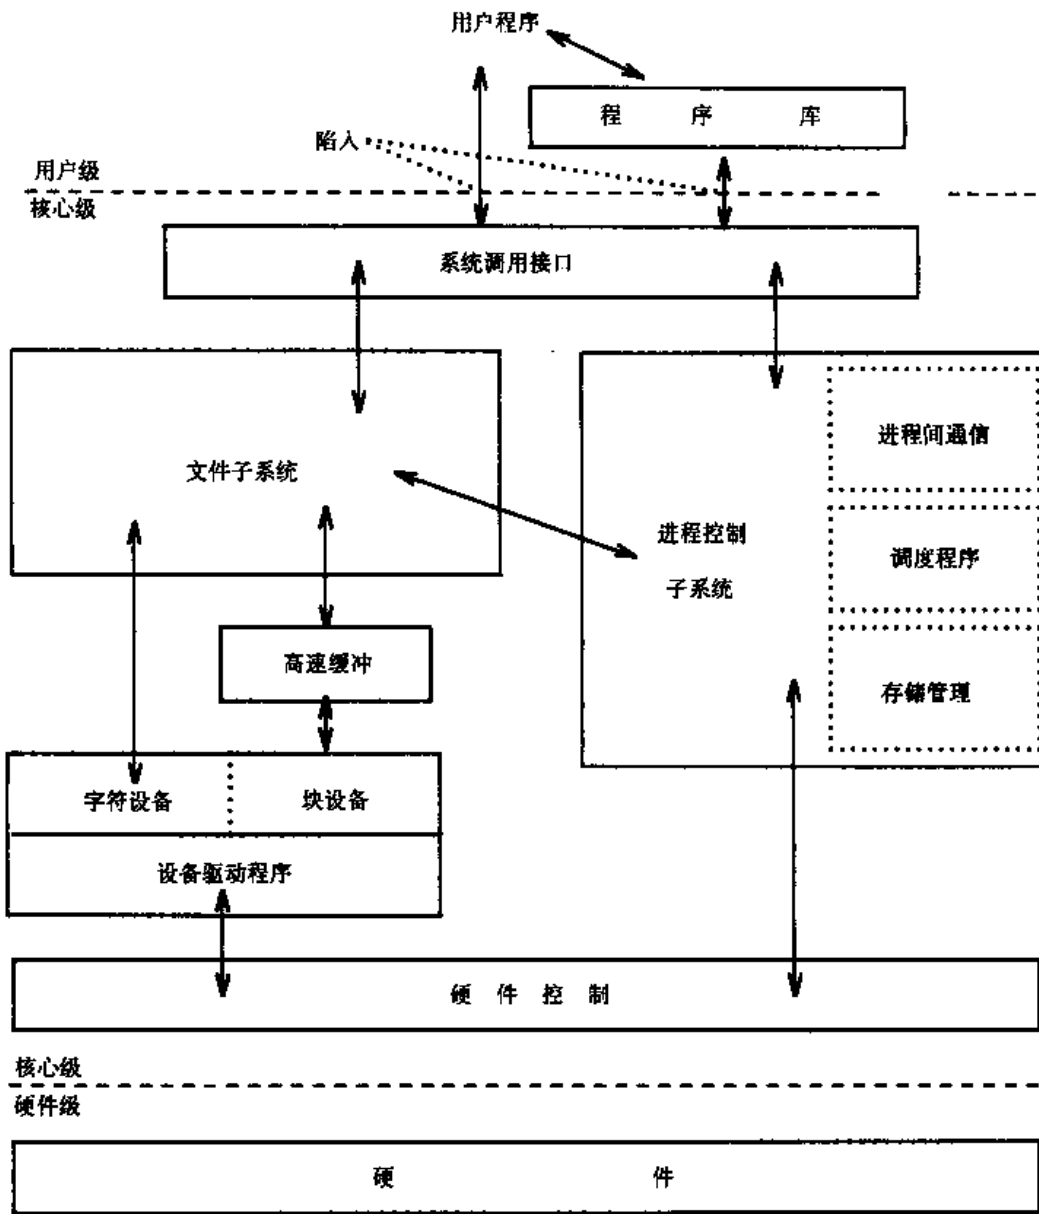 用户程序
程 序 库
陷入
用户级
核心级
系统调用接口
文件子系统
进程控制
子系统
进程间通信
调度程序
存储管理
高速缓冲
字符设备
块设备
设备驱动程序
硬 件 控 制
核心级
硬件级
硬 件